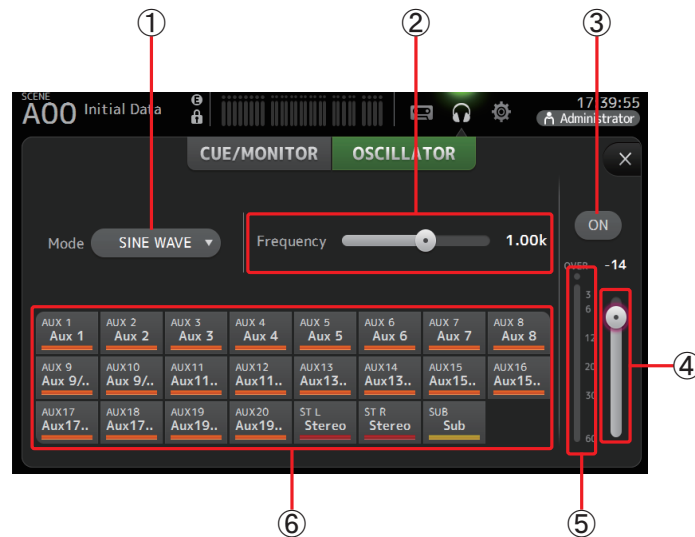 ① ② ③
SCENE
A00 Initial Data
E
17:39:55
Administrator
CUE/MONITOR OSCILLATOR
×
Mode SINE WAVE ▼ Frequency 1.00k ON
OVER -14
3
6
12
20
30
60
AUX 1 AUX 2 AUX 3 AUX 4 AUX 5 AUX 6 AUX 7 AUX 8
Aux 1 Aux 2 Aux 3 Aux 4 Aux 5 Aux 6 Aux 7 Aux 8
AUX 9 AUX10 AUX11 AUX12 AUX13 AUX14 AUX15 AUX16
Aux 9/.. Aux 9/.. Aux11.. Aux11.. Aux13.. Aux13.. Aux15.. Aux15..
AUX17 AUX18 AUX19 AUX20 ST L ST R SUB
Aux17.. Aux17.. Aux19.. Aux19.. Stereo Stereo Sub
④
⑥ ⑤